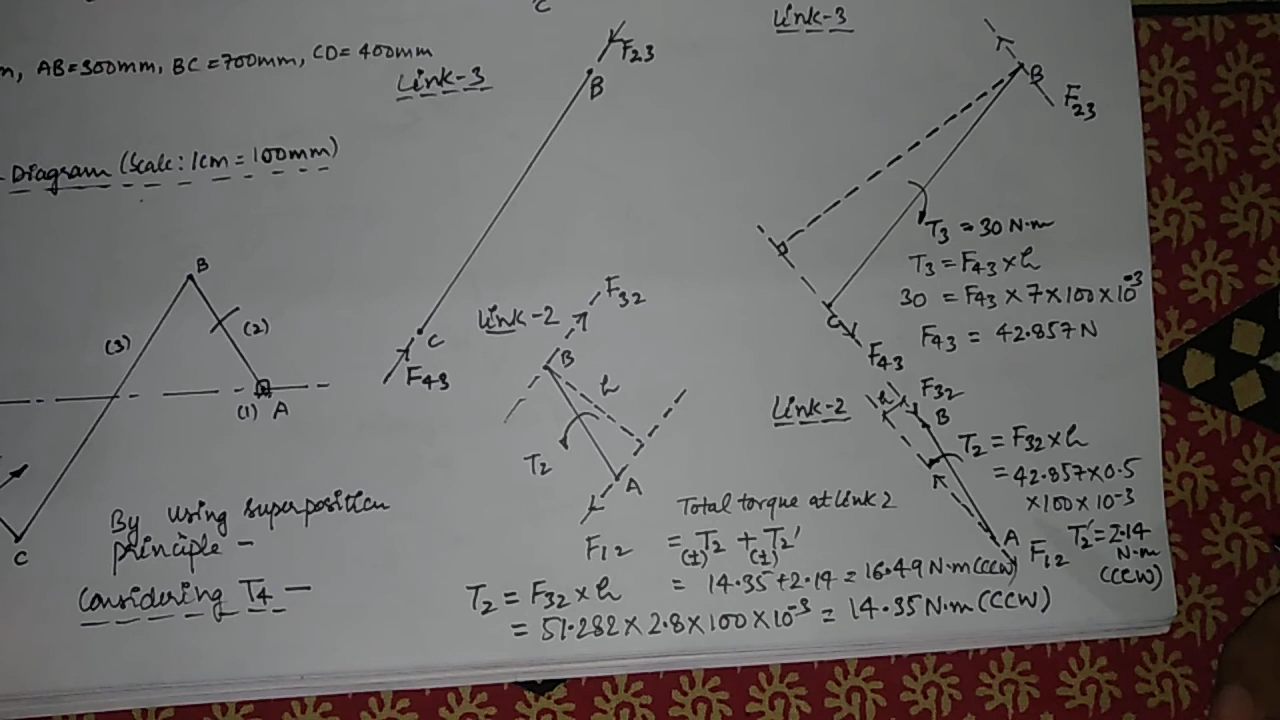 m, AB=300mm, BC=700mm, CD=400mm
Diagram (Scale: 1cm = 100mm)
B
(3)
(2)
(1) A
C
By using superposition
principle -
Considering T4 -
C
Link-3
F23
B
C
F43
Link-2
F32
B
h
T2
A
F12
T2 = F32 × h
= 51.282 × 2.8 × 100 × 10^-3 = 14.35 N.m (CCW)
Link-3
B
F23
T3 = 30 N.m
T3 = F43 × h
30 = F43 × 7 × 100 × 10^-3
F43 = 42.857 N
C
F43
Link-2
h
F32
B
T2 = F32 × h
= 42.857 × 0.5
× 100 × 10^-3
T2' = 2.14
N.m
(CCW)
A
F12
Total torque at Link 2
= T2 + T2'
(±) (±)
= 14.35 + 2.14 = 16.49 N.m (CCW)